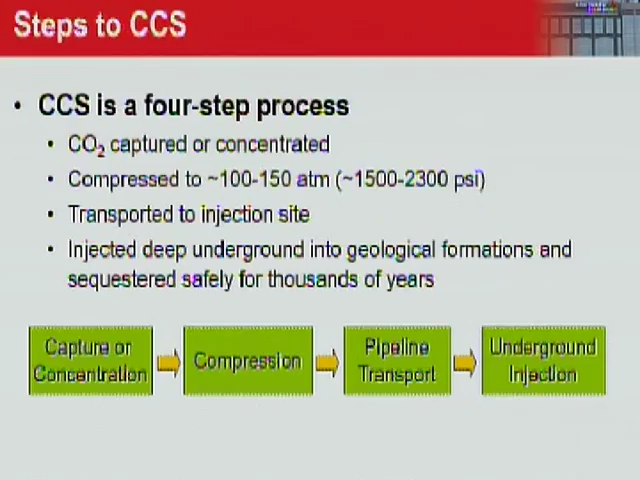 Steps to CCS
• CCS is a four-step process
• CO₂ captured or concentrated
• Compressed to ~100-150 atm (~1500-2300 psi)
• Transported to injection site
• Injected deep underground into geological formations and
sequestered safely for thousands of years
Capture or
Concentration
Compression
Pipeline
Transport
Underground
Injection